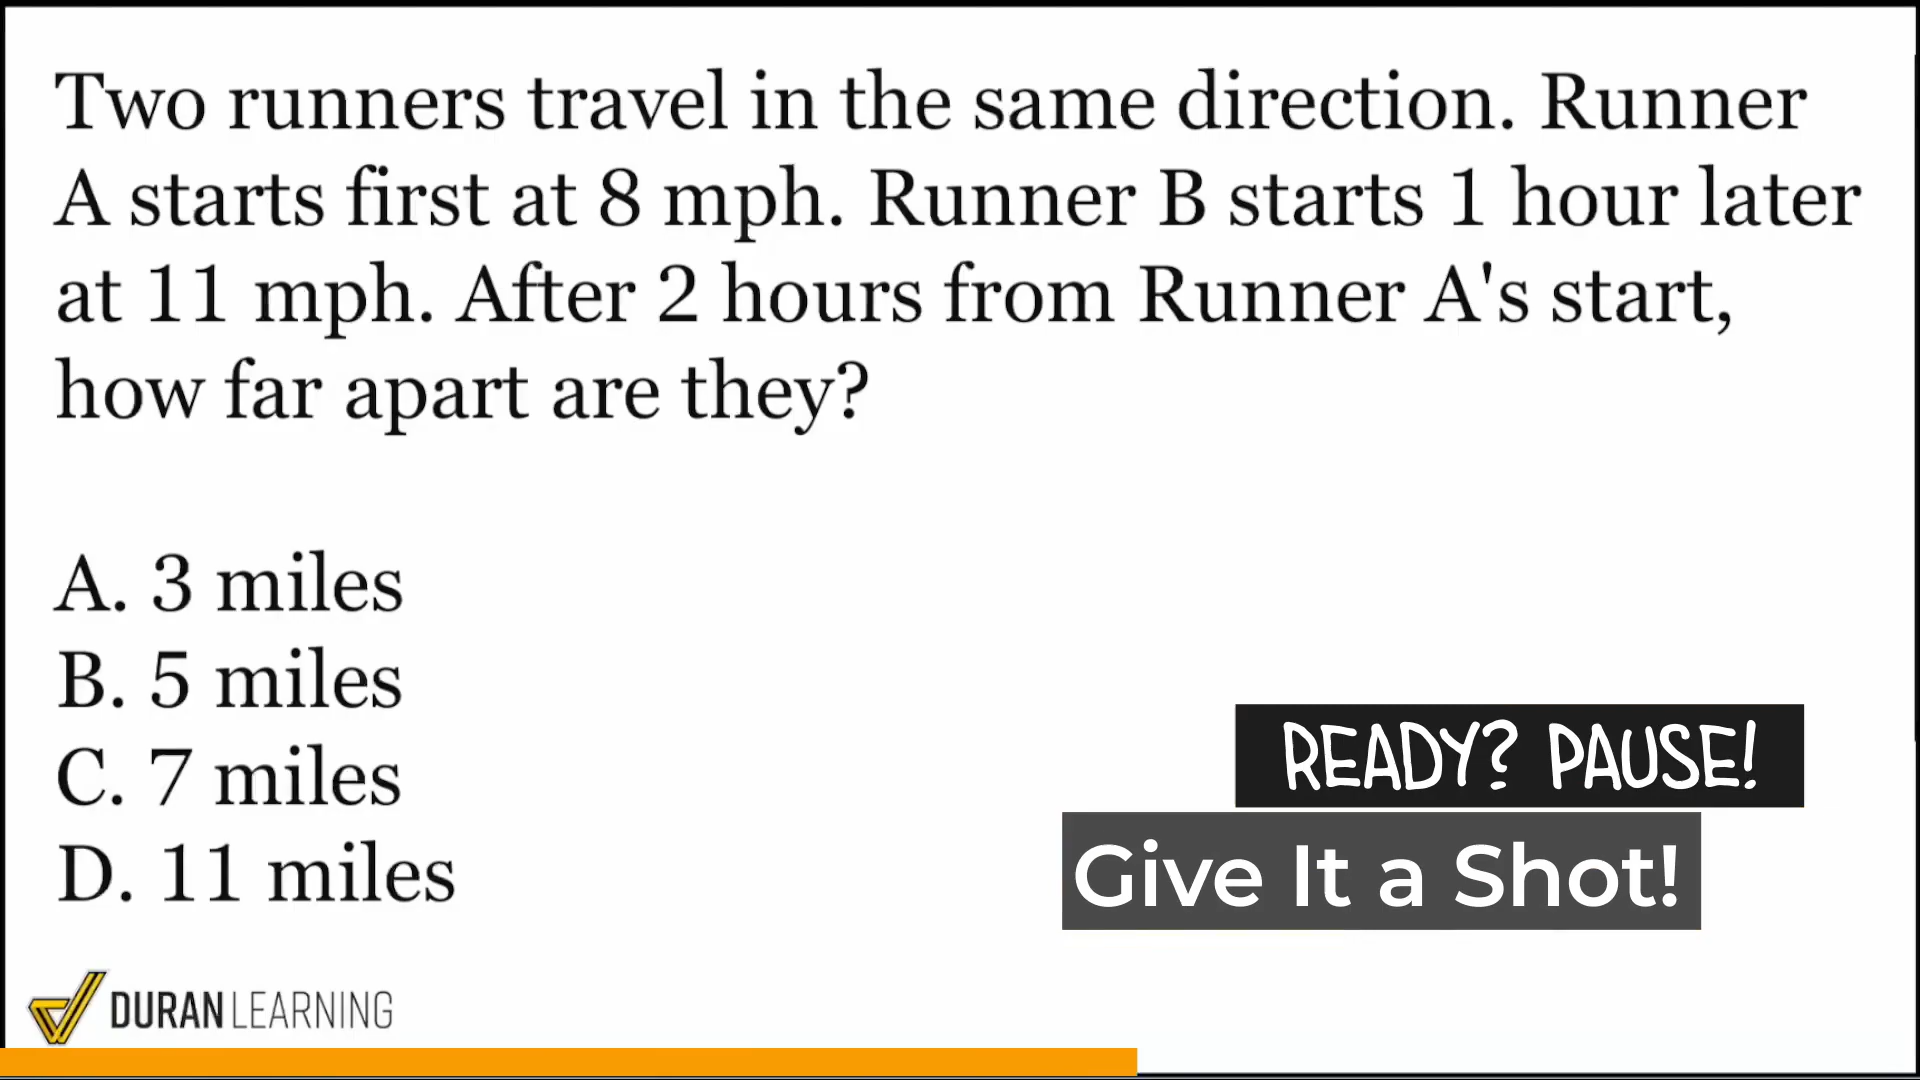 Two runners travel in the same direction. Runner
A starts first at 8 mph. Runner B starts 1 hour later
at 11 mph. After 2 hours from Runner A's start,
how far apart are they?
A. 3 miles
B. 5 miles
C. 7 miles
D. 11 miles
READY? PAUSE!
Give It a Shot!
DURAN LEARNING